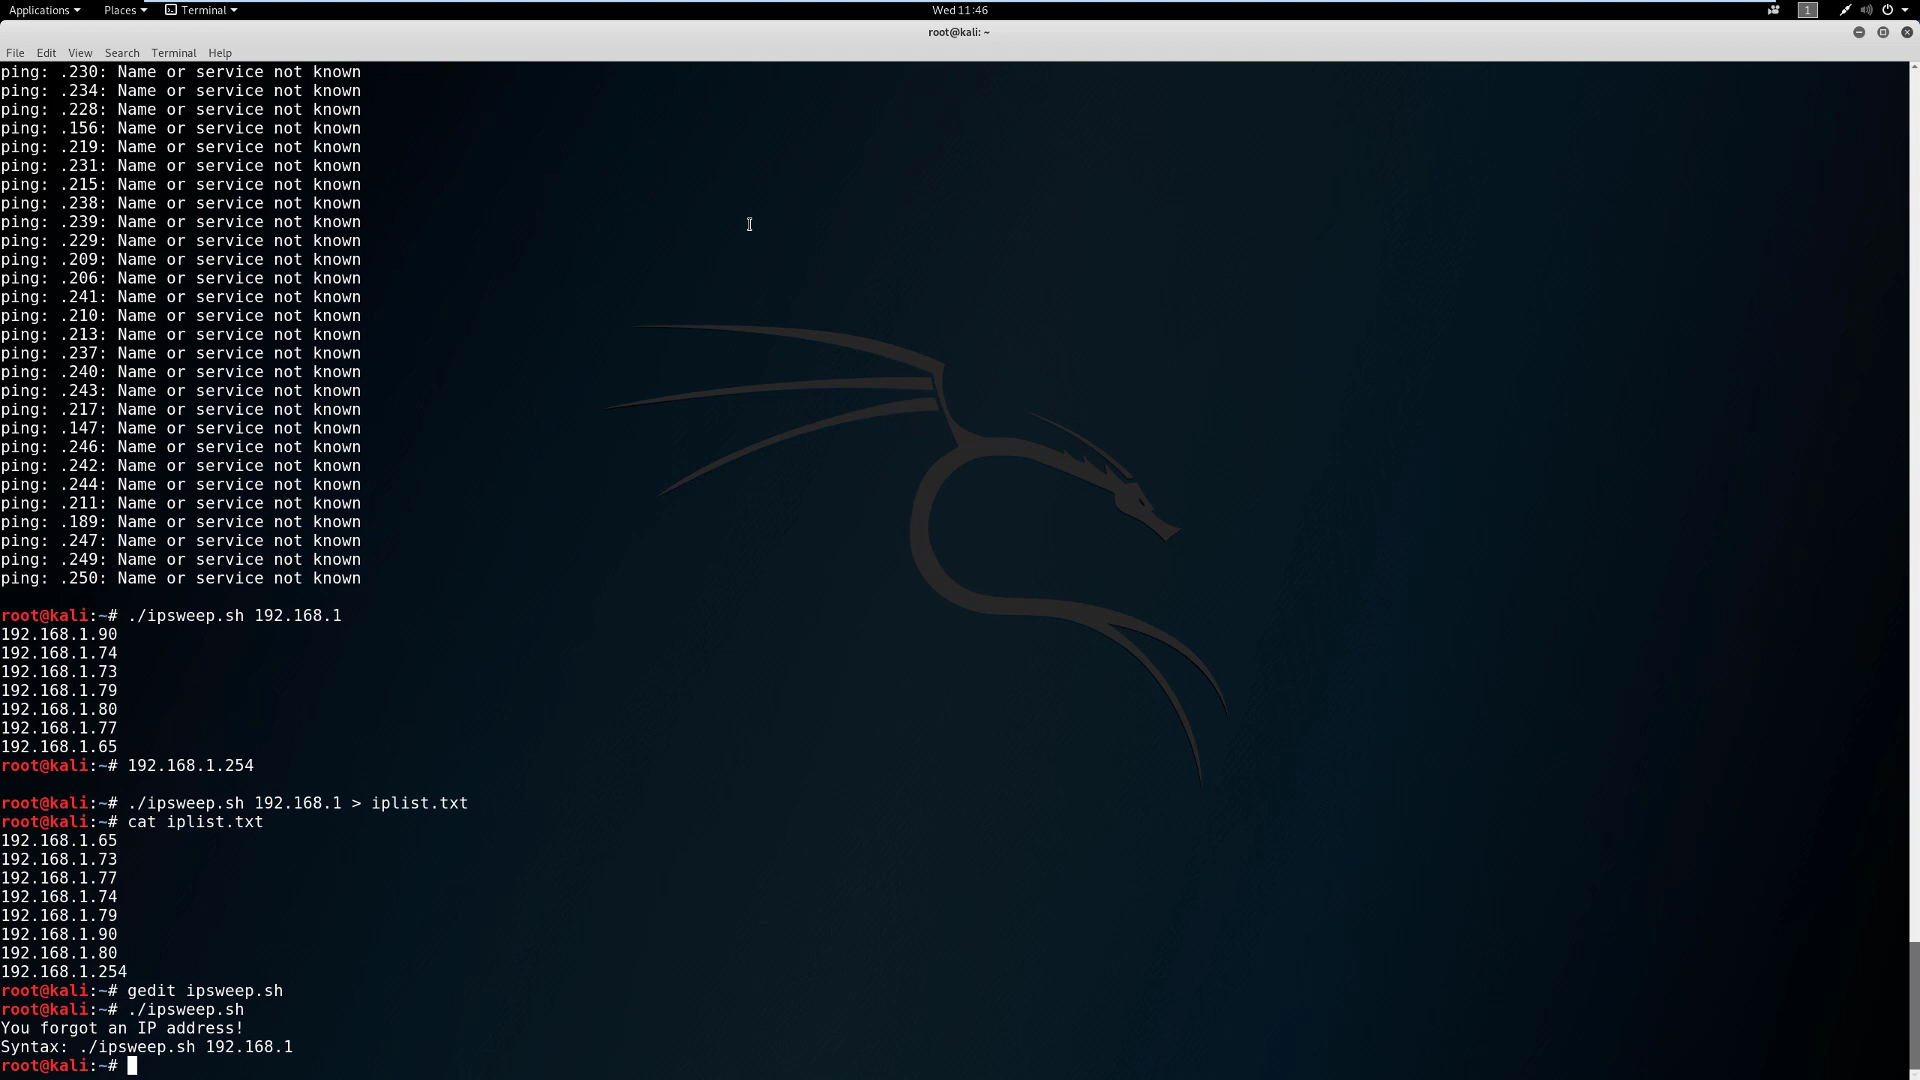 Applications Places Terminal Wed 11:46 1
root@kali: ~
File Edit View Search Terminal Help
ping: .230: Name or service not known
ping: .234: Name or service not known
ping: .228: Name or service not known
ping: .156: Name or service not known
ping: .219: Name or service not known
ping: .231: Name or service not known
ping: .215: Name or service not known
ping: .238: Name or service not known
ping: .239: Name or service not known
ping: .229: Name or service not known
ping: .209: Name or service not known
ping: .206: Name or service not known
ping: .241: Name or service not known
ping: .210: Name or service not known
ping: .213: Name or service not known
ping: .237: Name or service not known
ping: .240: Name or service not known
ping: .243: Name or service not known
ping: .217: Name or service not known
ping: .147: Name or service not known
ping: .246: Name or service not known
ping: .242: Name or service not known
ping: .244: Name or service not known
ping: .211: Name or service not known
ping: .189: Name or service not known
ping: .247: Name or service not known
ping: .249: Name or service not known
ping: .250: Name or service not known
root@kali:~# ./ipsweep.sh 192.168.1
192.168.1.90
192.168.1.74
192.168.1.73
192.168.1.79
192.168.1.80
192.168.1.77
192.168.1.65
root@kali:~# 192.168.1.254
root@kali:~# ./ipsweep.sh 192.168.1 > iplist.txt
root@kali:~# cat iplist.txt
192.168.1.65
192.168.1.73
192.168.1.77
192.168.1.74
192.168.1.79
192.168.1.90
192.168.1.80
192.168.1.254
root@kali:~# gedit ipsweep.sh
root@kali:~# ./ipsweep.sh
You forgot an IP address!
Syntax: ./ipsweep.sh 192.168.1
root@kali:~#